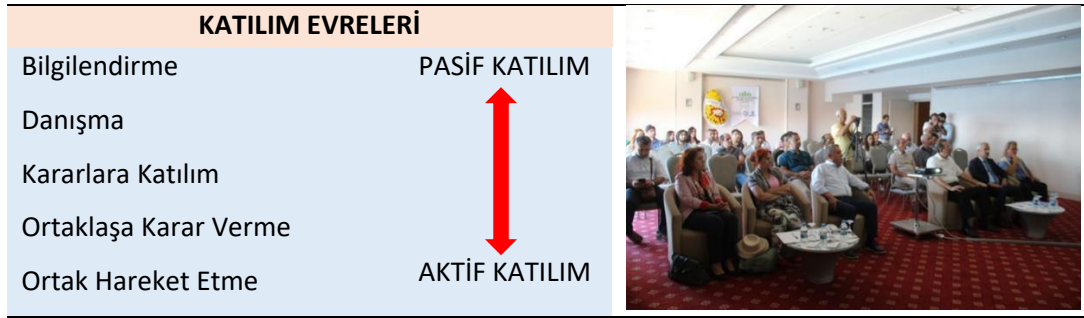 KATILIM EVRELERİ
Bilgilendirme PASİF KATILIM
Danışma
Kararlara Katılım
Ortaklaşa Karar Verme
Ortak Hareket Etme AKTİF KATILIM